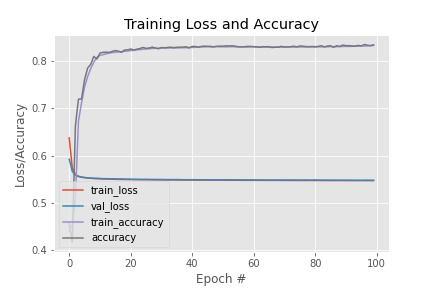 Training Loss and Accuracy
Loss/Accuracy
0.8
0.7
0.6
0.5
0.4
train_loss
val_loss
train_accuracy
accuracy
0 20 40 60 80 100
Epoch #